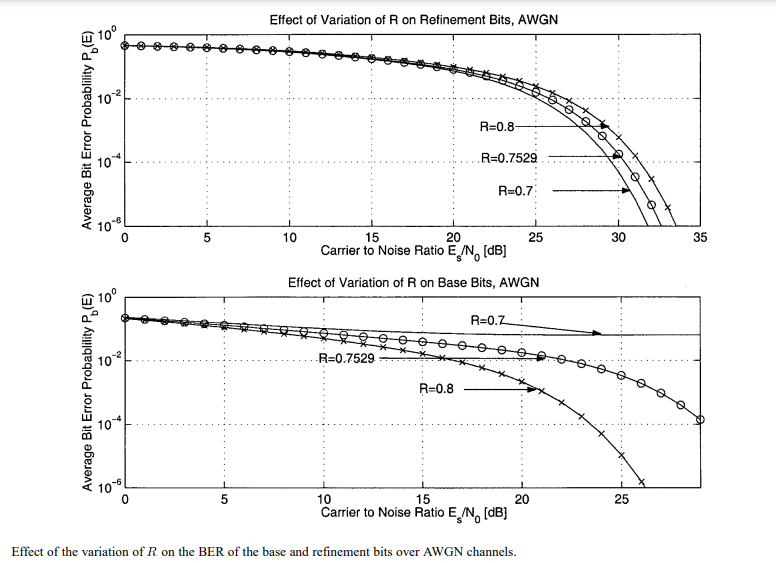 Effect of Variation of R on Refinement Bits, AWGN
Average Bit Error Probablility P_b(E)
10^0
10^-2
10^-4
10^-6
R=0.8
R=0.7529
R=0.7
0 5 10 15 20 25 30 35
Carrier to Noise Ratio E_s/N_0 [dB]
Effect of Variation of R on Base Bits, AWGN
Average Bit Error Probablility P_b(E)
10^0
10^-2
10^-4
10^-6
R=0.7
R=0.7529
R=0.8
0 5 10 15 20 25
Carrier to Noise Ratio E_s/N_0 [dB]
Effect of the variation of R on the BER of the base and refinement bits over AWGN channels.